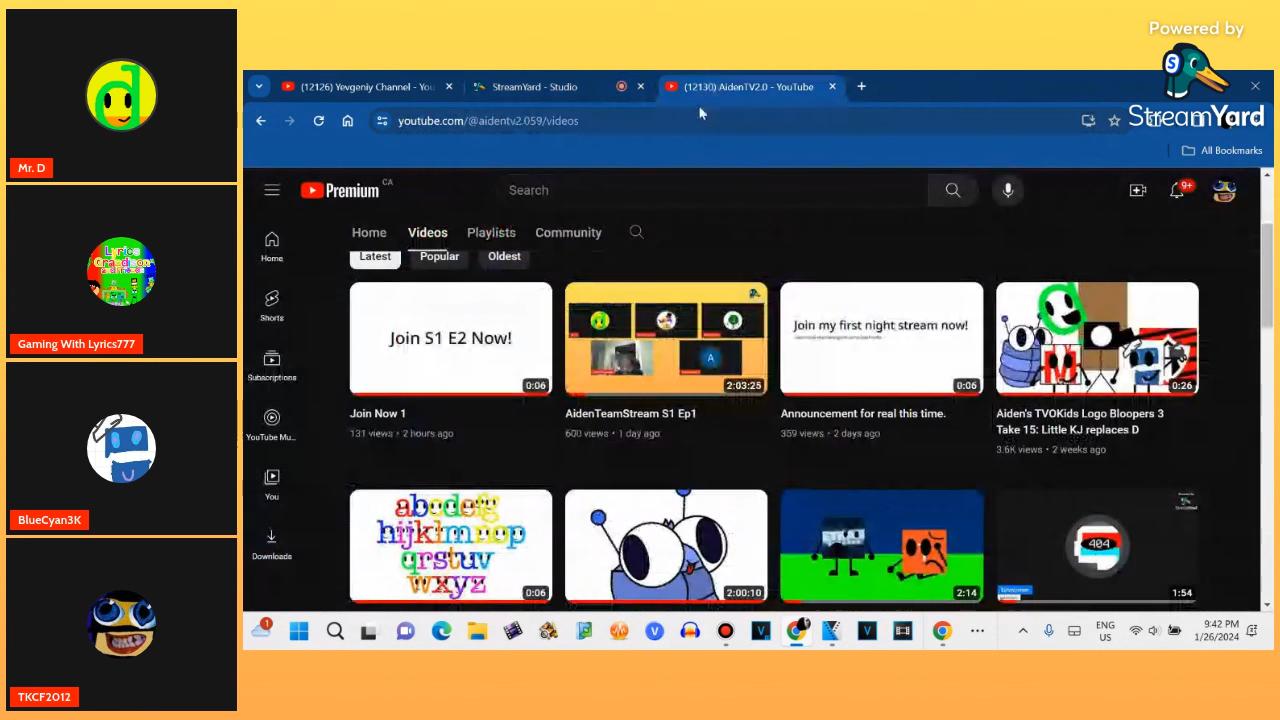 Powered by
StreamYard
Mr. D
Gaming With Lyrics777
BlueCyan3K
TKCF2012
(12126) Yevgeniy Channel - You
StreamYard - Studio
(12130) AidenTV2.0 - YouTube
youtube.com/@aidentv2.059/videos
All Bookmarks
Premium CA
Search
9+
Home
Videos
Playlists
Community
Latest
Popular
Oldest
Home
Shorts
Subscriptions
YouTube Mu...
You
Downloads
Join S1 E2 Now!
0:06
2:03:25
Join my first night stream now!
0:06
0:26
Join Now 1
131 views • 2 hours ago
AidenTeamStream S1 Ep1
600 views • 1 day ago
Announcement for real this time.
359 views • 2 days ago
Aiden's TVOKids Logo Bloopers 3
Take 15: Little KJ replaces D
3.6K views • 2 weeks ago
abcdefg
hijklmnop
qrstuv
wxyz
0:06
2:00:10
2:14
404
1:54
ENG
US
9:42 PM
1/26/2024